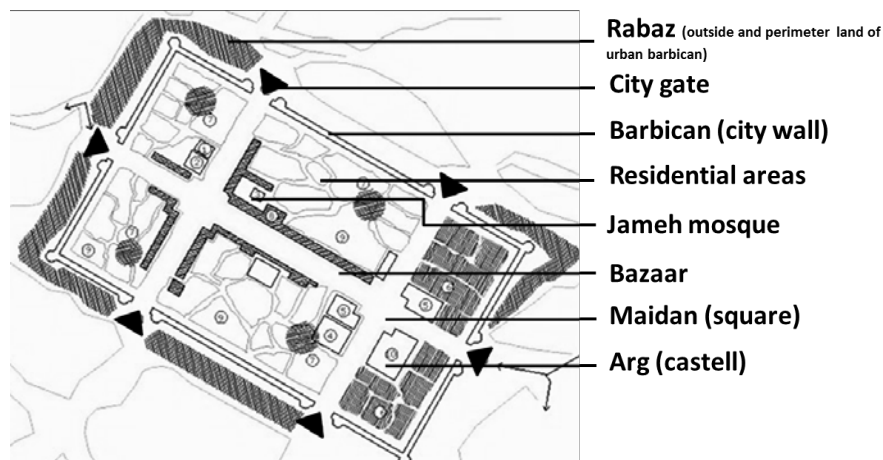 Rabaz (outside and perimeter land of
urban barbican)
City gate
Barbican (city wall)
Residential areas
Jameh mosque
Bazaar
Maidan (square)
Arg (castell)